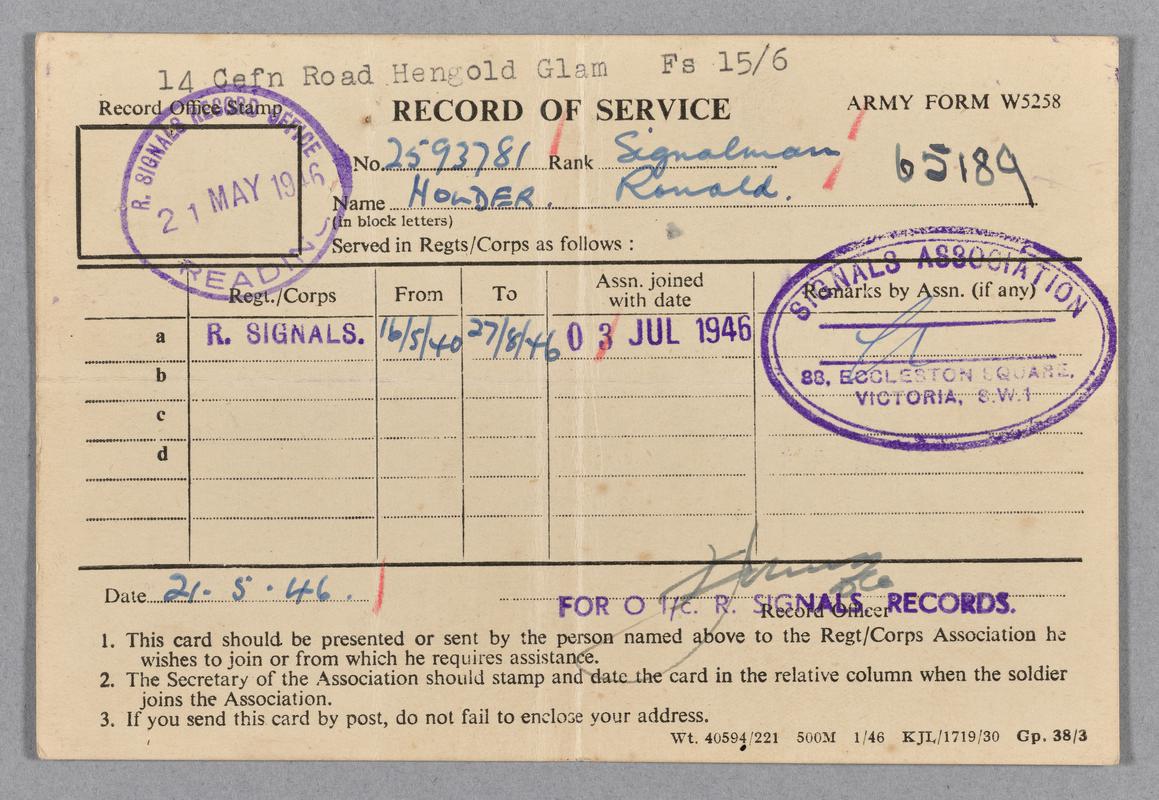 14 Cefn Road Hengold Glam Fs 15/6
Record Office Stamp
RECORD OF SERVICE
ARMY FORM W5258
R. SIGNALS RECORD OFFICE
21 MAY 1946
READING
No. 2593781 Rank Signalman
65189
Name HOLDER. Ronald.
(in block letters)
Served in Regts/Corps as follows :
Regt./Corps From To Assn. joined with date Remarks by Assn. (if any)
a R. SIGNALS. 16/5/40 27/8/46 03 JUL 1946
b
c
d
SIGNALS ASSOCIATION
88, ECCLESTON SQUARE,
VICTORIA, S.W.1
Date 21. 5. 46.
FOR O I/c. R. SIGNALS. RECORDS.
Record Officer
1. This card should be presented or sent by the person named above to the Regt/Corps Association he
wishes to join or from which he requires assistance.
2. The Secretary of the Association should stamp and date the card in the relative column when the soldier
joins the Association.
3. If you send this card by post, do not fail to enclose your address.
Wt. 40594/221 500M 1/46 KJL/1719/30 Gp. 38/3